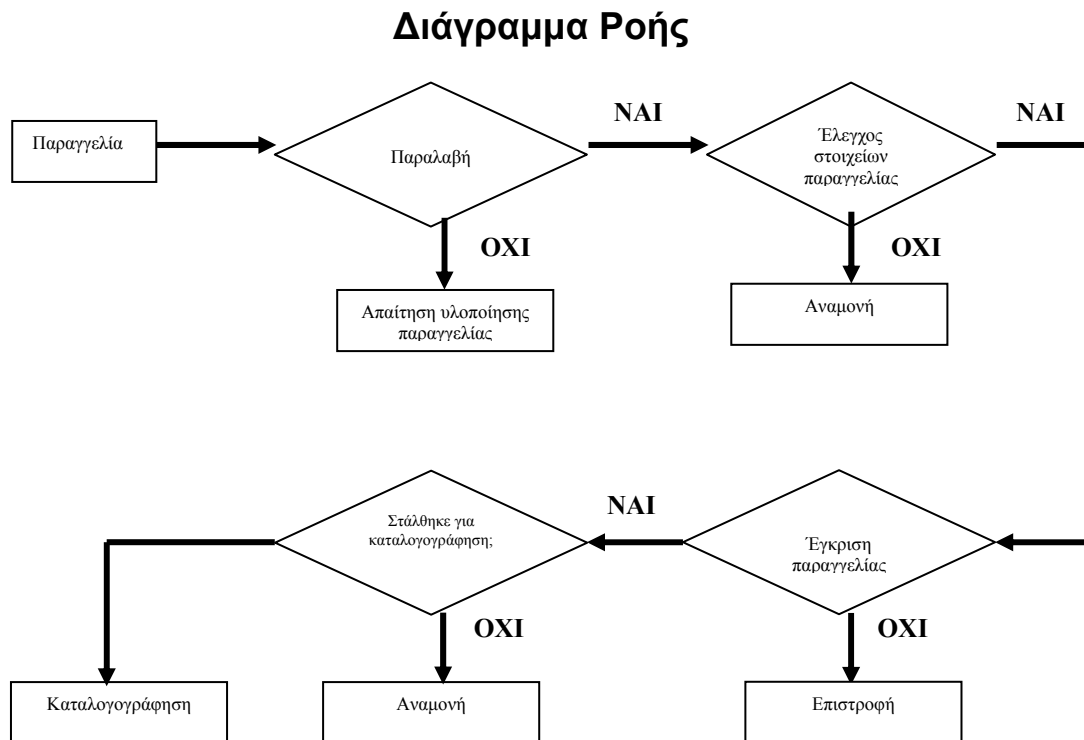 Διάγραμμα Ροής
Παραγγελία
Παραλαβή
ΝΑΙ
Έλεγχος
στοιχείων
παραγγελίας
ΝΑΙ
ΟΧΙ
Απαίτηση υλοποίησης
παραγγελίας
ΟΧΙ
Αναμονή
Στάλθηκε για
καταλογογράφηση;
ΝΑΙ
Έγκριση
παραγγελίας
ΟΧΙ
ΟΧΙ
Καταλογογράφηση
Αναμονή
Επιστροφή